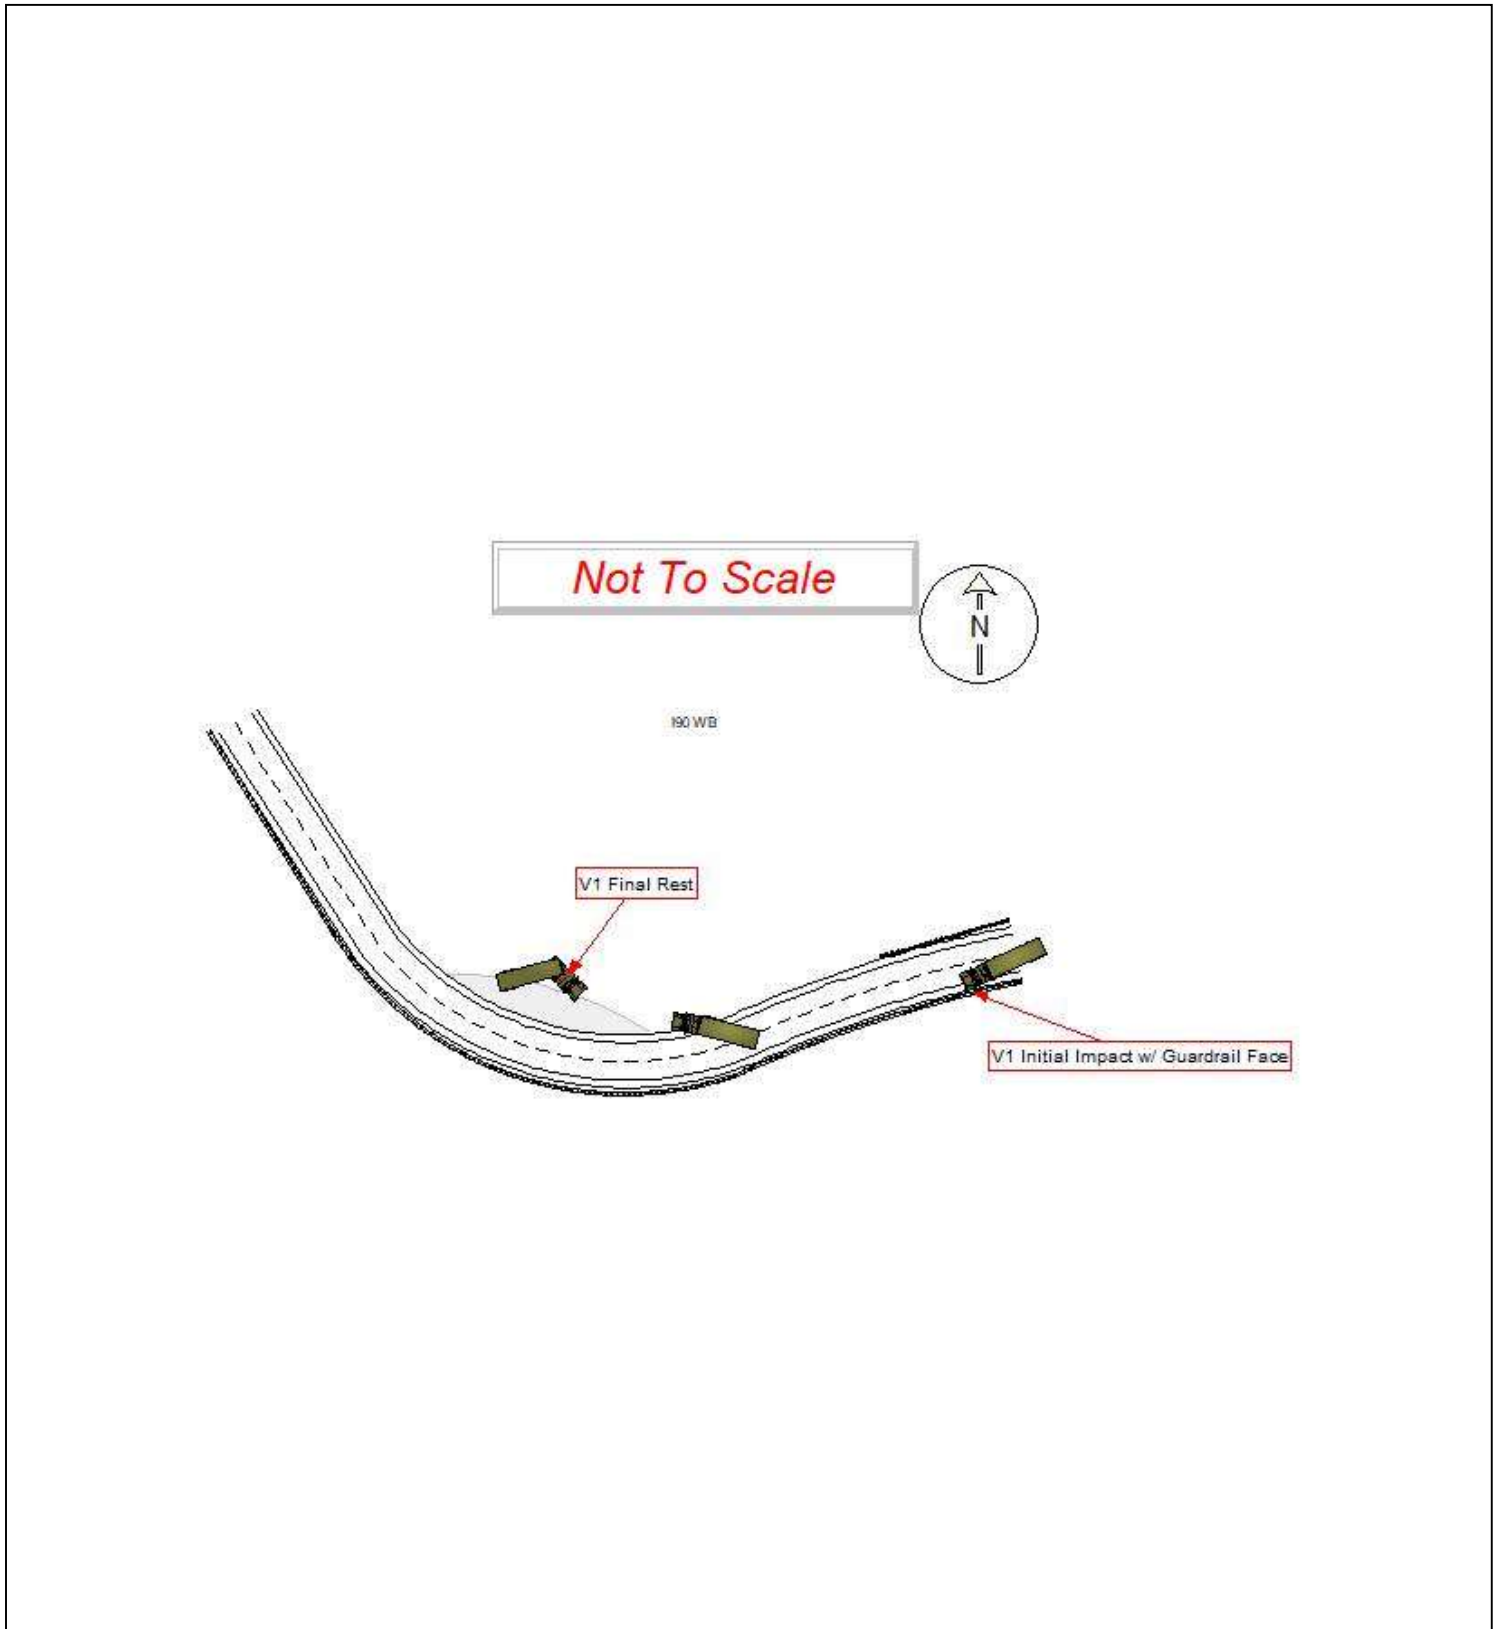 Not To Scale
N
I90 WB
V1 Final Rest
V1 Initial Impact w/ Guardrail Face